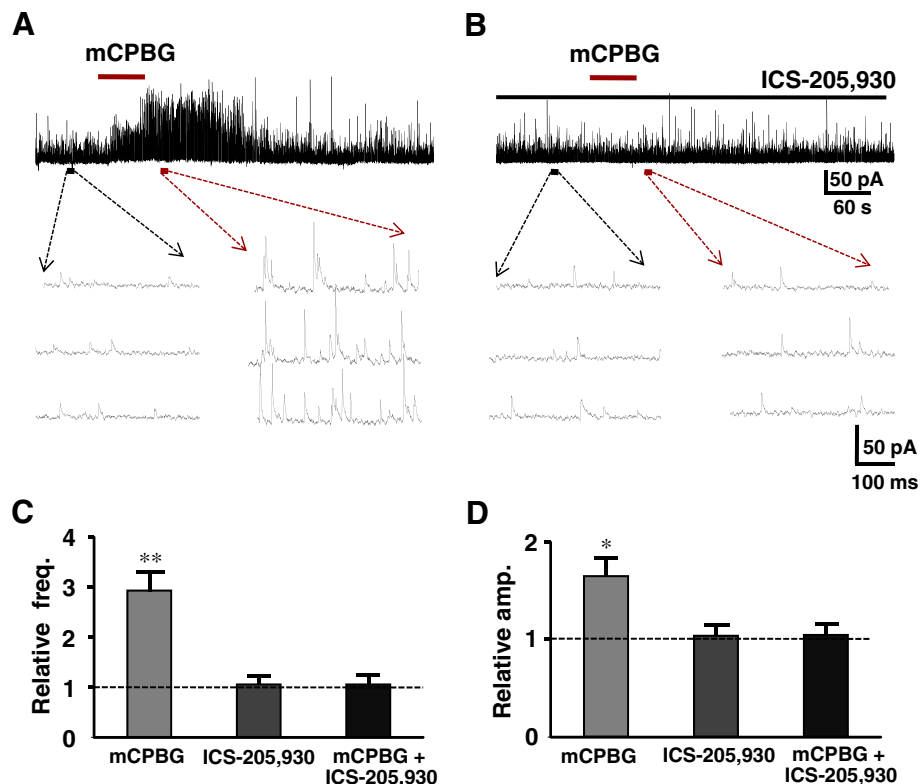 A
mCPBG
B
mCPBG
ICS-205,930
50 pA
60 s
50 pA
100 ms
C
Relative freq.
4
3
2
1
0
**
mCPBG
ICS-205,930
mCPBG +
ICS-205,930
D
Relative amp.
2
1
0
*
mCPBG
ICS-205,930
mCPBG +
ICS-205,930